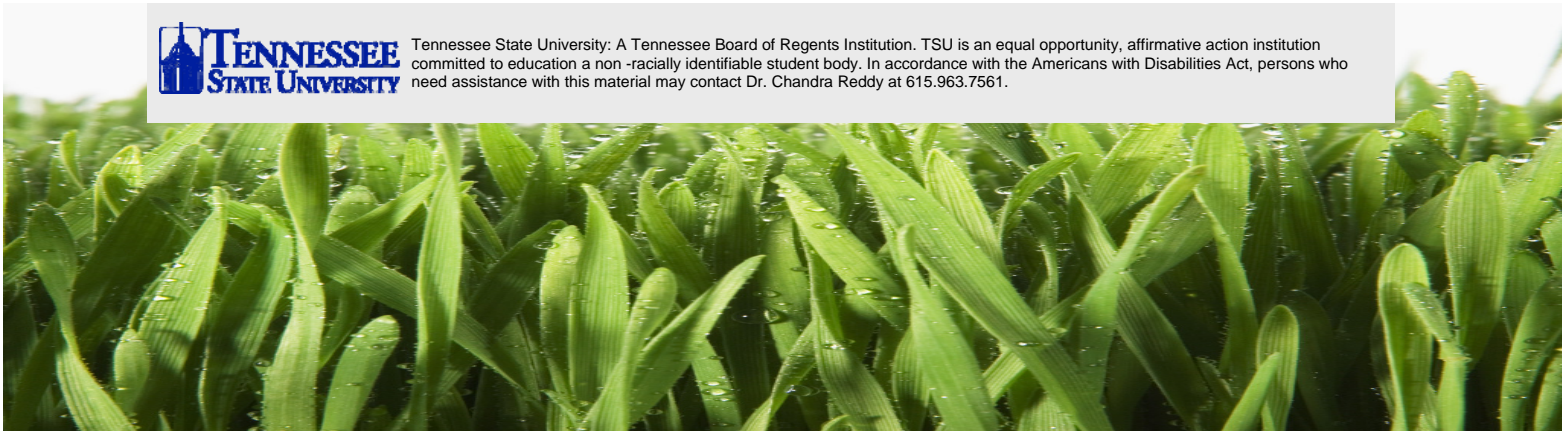 TENNESSEE
STATE UNIVERSITY
Tennessee State University: A Tennessee Board of Regents Institution. TSU is an equal opportunity, affirmative action institution
committed to education a non -racially identifiable student body. In accordance with the Americans with Disabilities Act, persons who
need assistance with this material may contact Dr. Chandra Reddy at 615.963.7561.